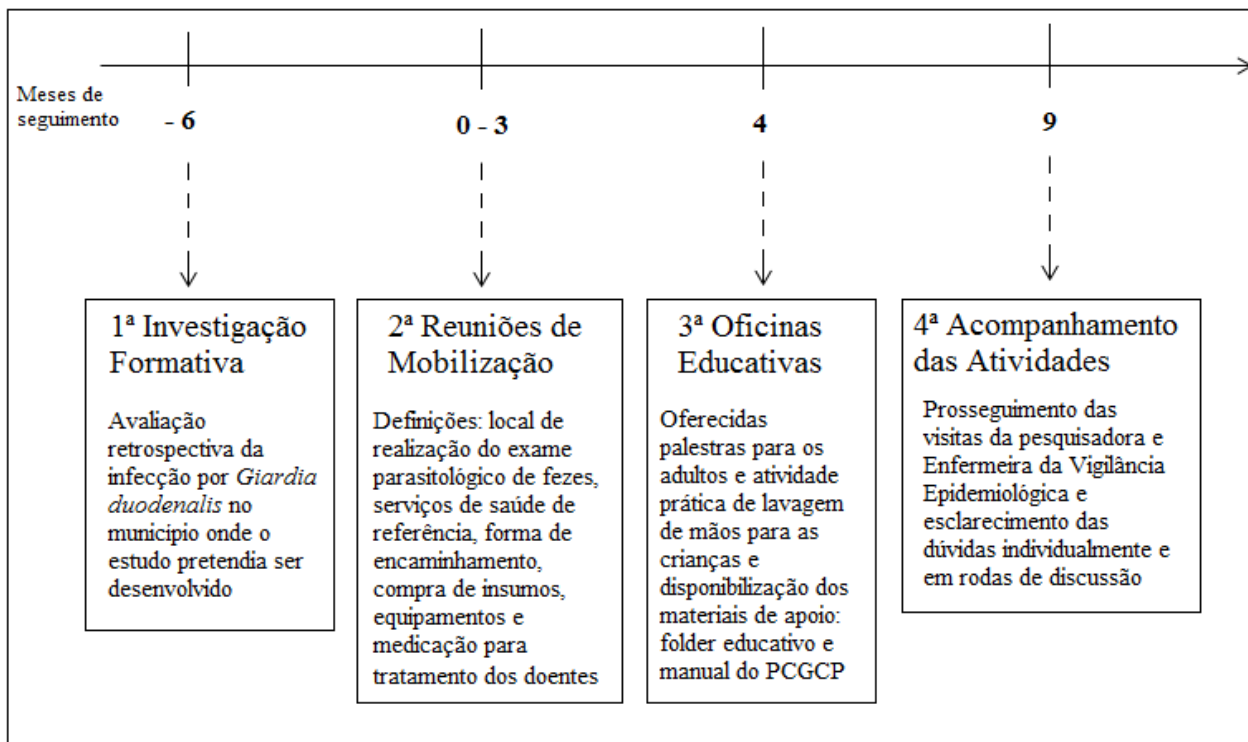 Meses de
seguimento
- 6
0 - 3
4
9
1ª Investigação
Formativa
Avaliação
retrospectiva da
infecção por Giardia
duodenalis no
município onde o
estudo pretendia ser
desenvolvido
2ª Reuniões de
Mobilização
Definições: local de
realização do exame
parasitológico de fezes,
serviços de saúde de
referência, forma de
encaminhamento,
compra de insumos,
equipamentos e
medicação para
tratamento dos doentes
3ª Oficinas
Educativas
Oferecidas
palestras para os
adultos e atividade
prática de lavagem
de mãos para as
crianças e
disponibilização dos
materiais de apoio:
folder educativo e
manual do PCGCP
4ª Acompanhamento
das Atividades
Prosseguimento das
visitas da pesquisadora e
Enfermeira da Vigilância
Epidemiológica e
esclarecimento das
dúvidas individualmente e
em rodas de discussão